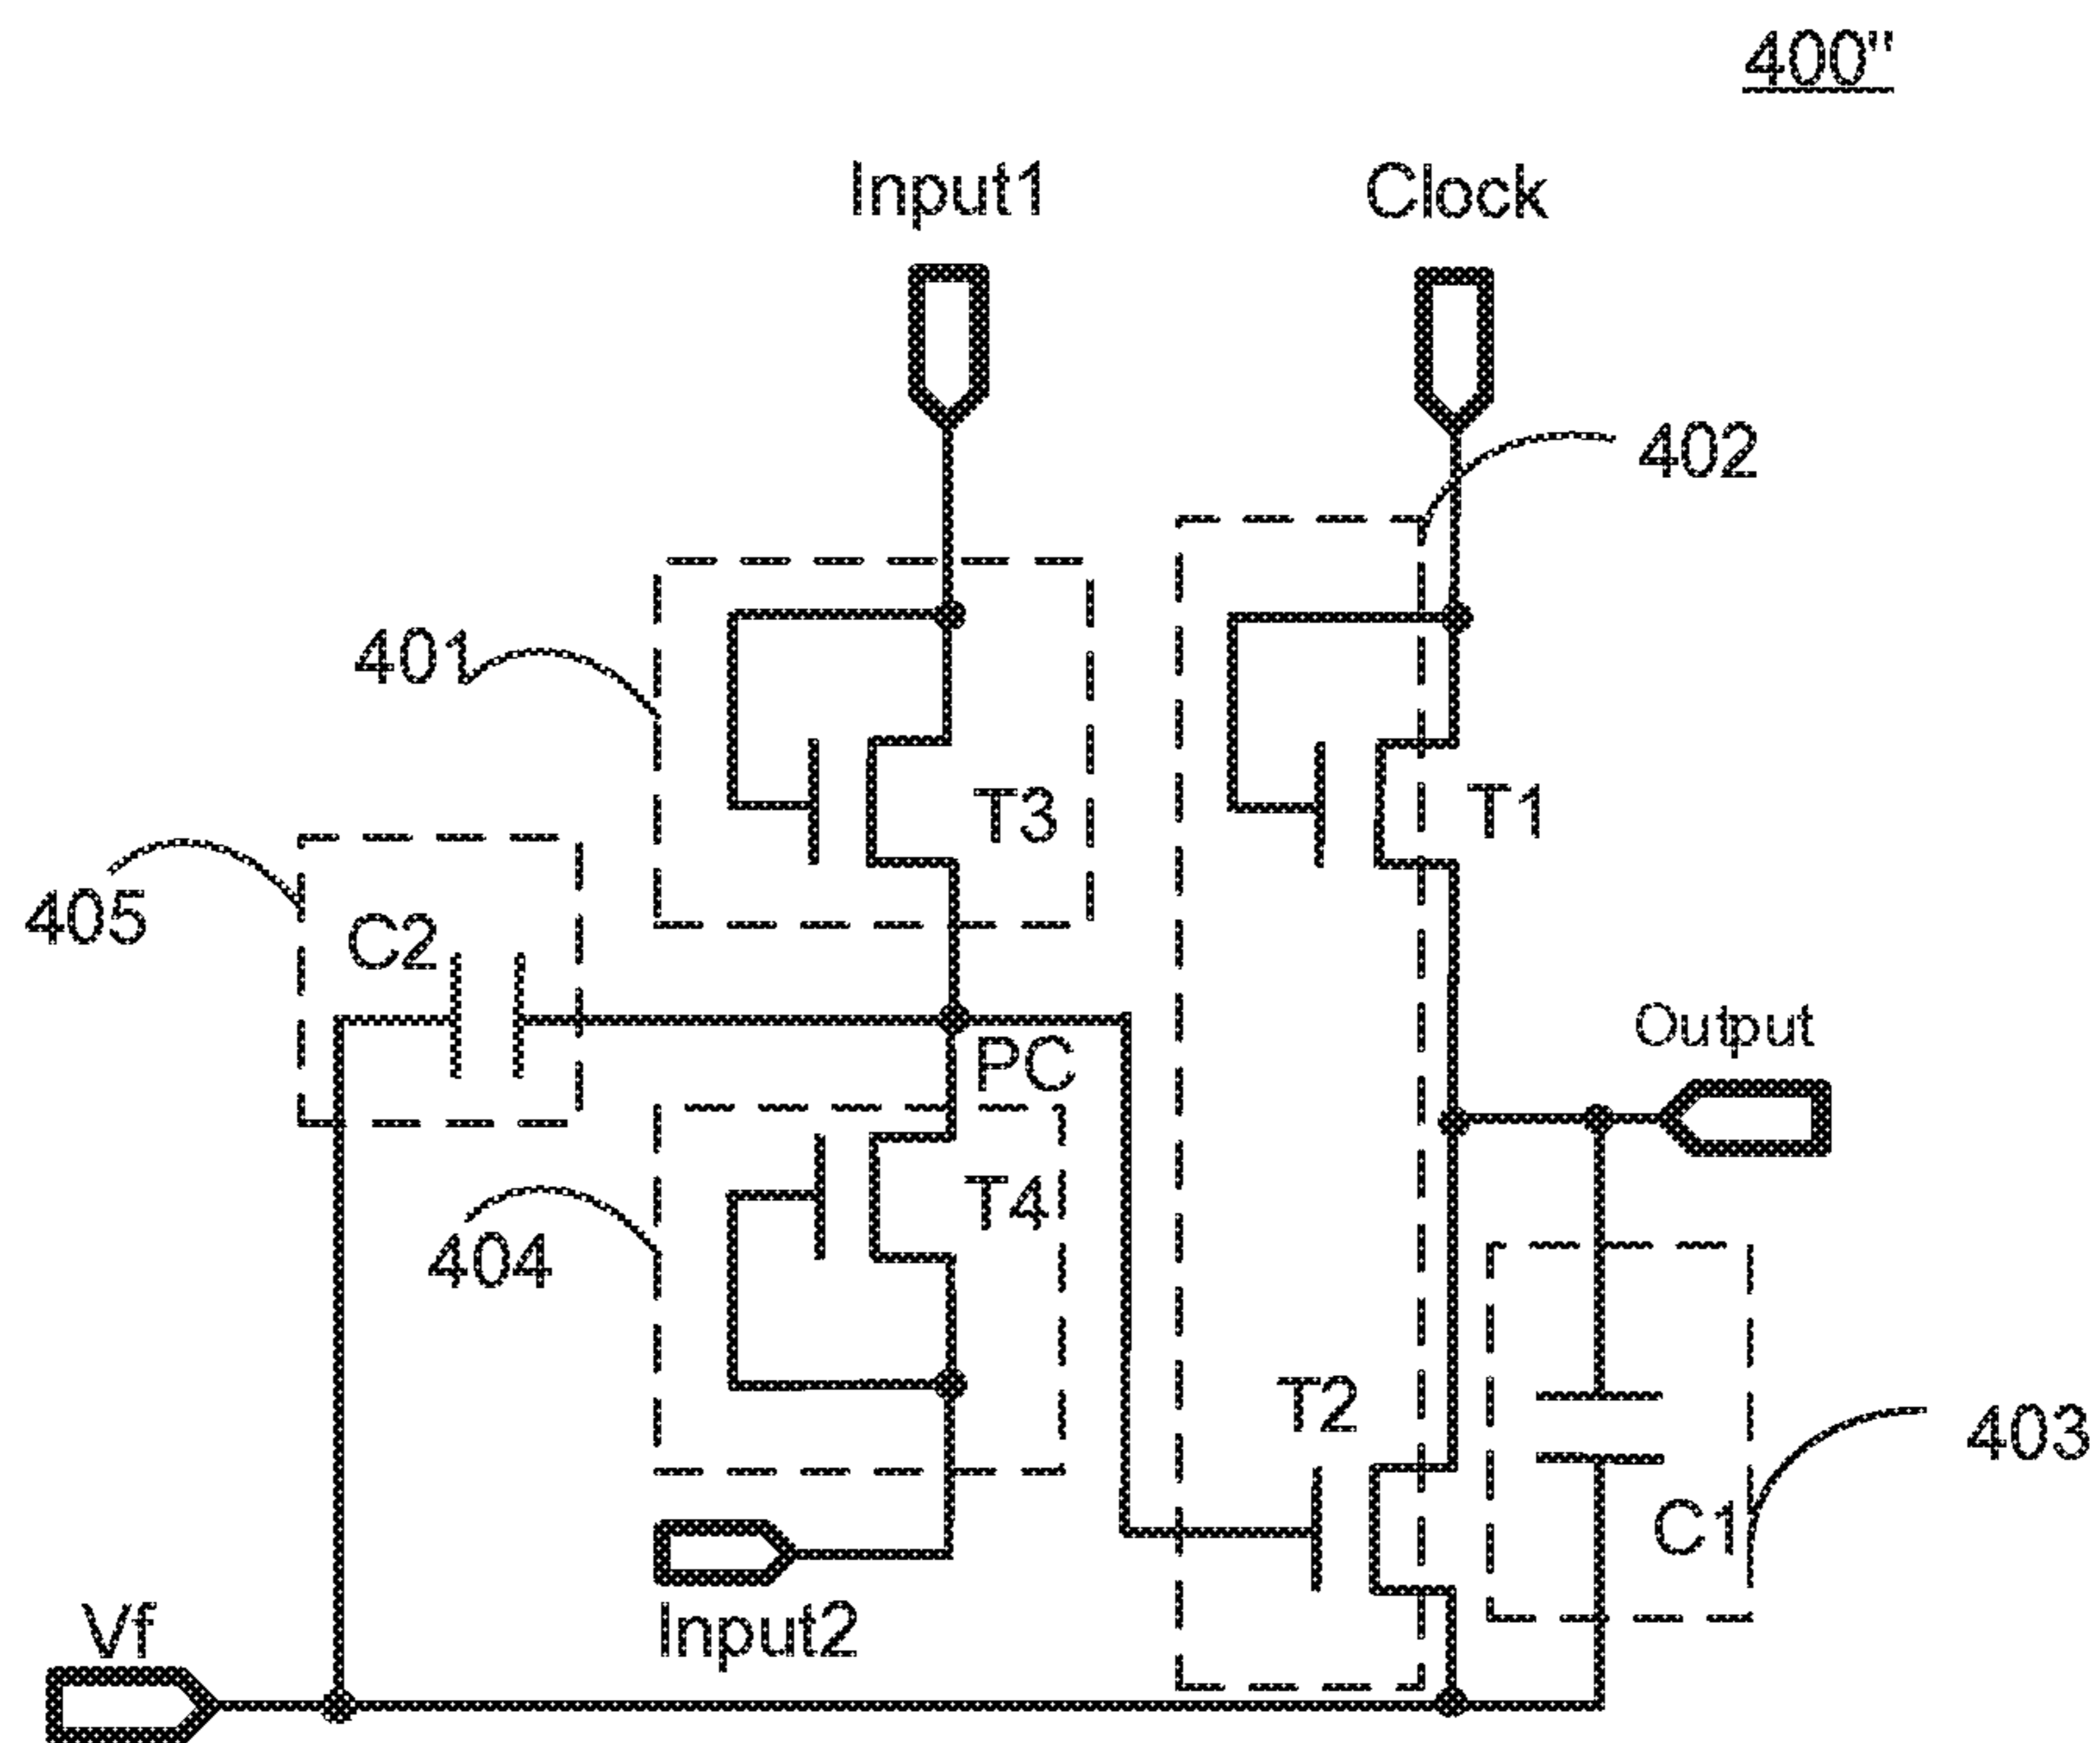 400"
Input1
Clock
402
401
T3
T1
405
C2
Output
PC
T4
404
T2
403
C1
Input2
Vf